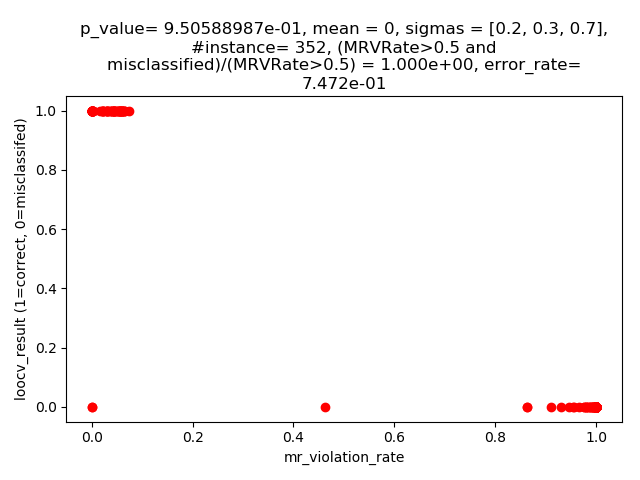 p_value= 9.50588987e-01, mean = 0, sigmas = [0.2, 0.3, 0.7],
#instance= 352, (MRVRate>0.5 and
misclassified)/(MRVRate>0.5) = 1.000e+00, error_rate=
7.472e-01
loocv_result (1=correct, 0=misclassifed)
1.0
0.8
0.6
0.4
0.2
0.0
0.0 0.2 0.4 0.6 0.8 1.0
mr_violation_rate